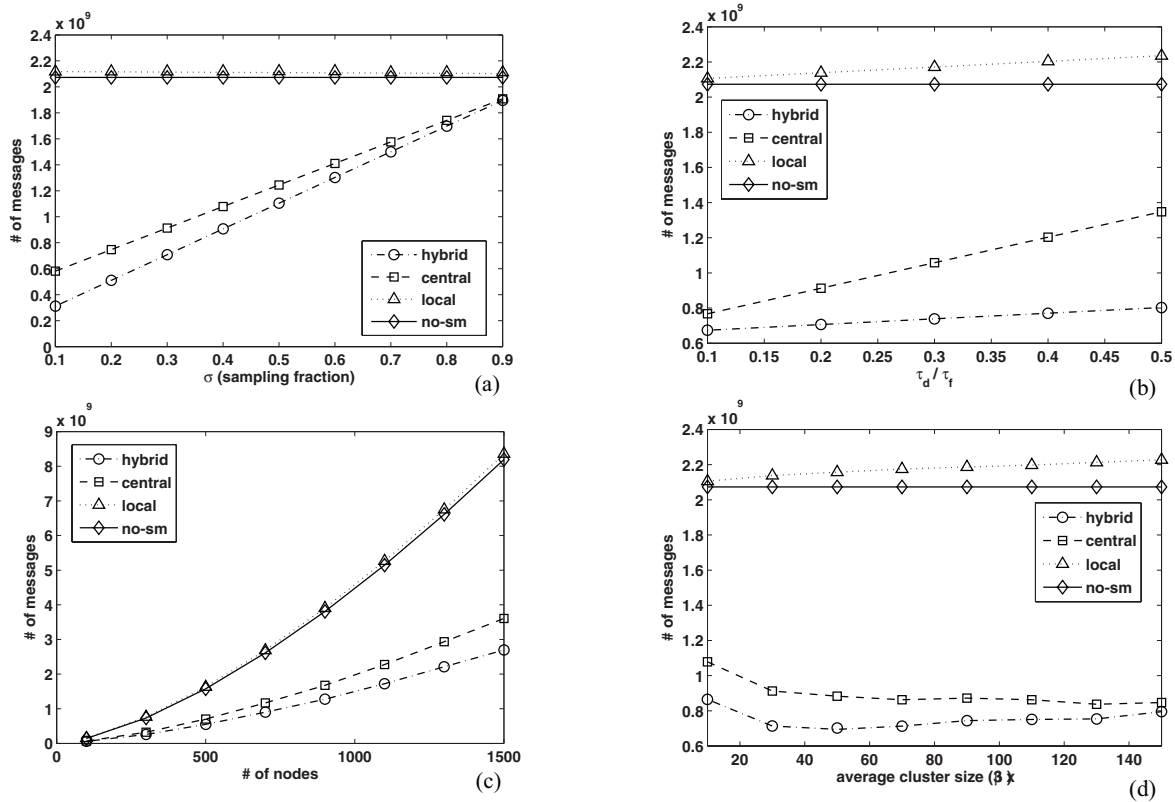 x 10^9
2.4
2.2
2
1.8
1.6
1.4
1.2
1
0.8
0.6
0.4
0.2
0
# of messages
hybrid
central
local
no-sm
0.1 0.2 0.3 0.4 0.5 0.6 0.7 0.8 0.9
σ (sampling fraction)
(a)
x 10^9
2.4
2.2
2
1.8
1.6
1.4
1.2
1
0.8
0.6
# of messages
hybrid
central
local
no-sm
0.1 0.15 0.2 0.25 0.3 0.35 0.4 0.45 0.5
τ_d / τ_f
(b)
x 10^9
9
8
7
6
5
4
3
2
1
0
# of messages
hybrid
central
local
no-sm
0 500 1000 1500
# of nodes
(c)
x 10^9
2.4
2.2
2
1.8
1.6
1.4
1.2
1
0.8
0.6
# of messages
hybrid
central
local
no-sm
20 40 60 80 100 120 140
average cluster size
(d)